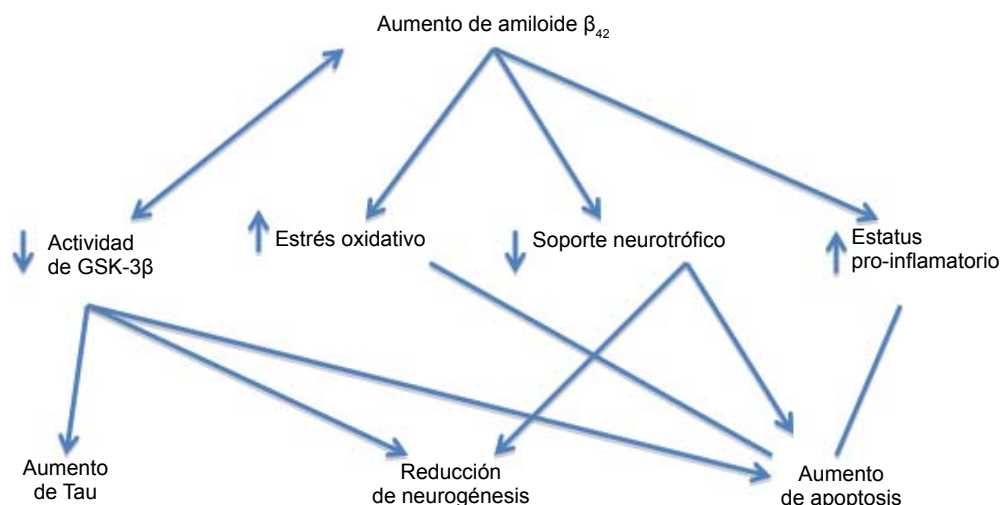 Aumento de amiloide β42
Actividad
de GSK-3β
Estrés oxidativo
Soporte neurotrófico
Estatus
pro-inflamatorio
Aumento
de Tau
Reducción
de neurogénesis
Aumento
de apoptosis